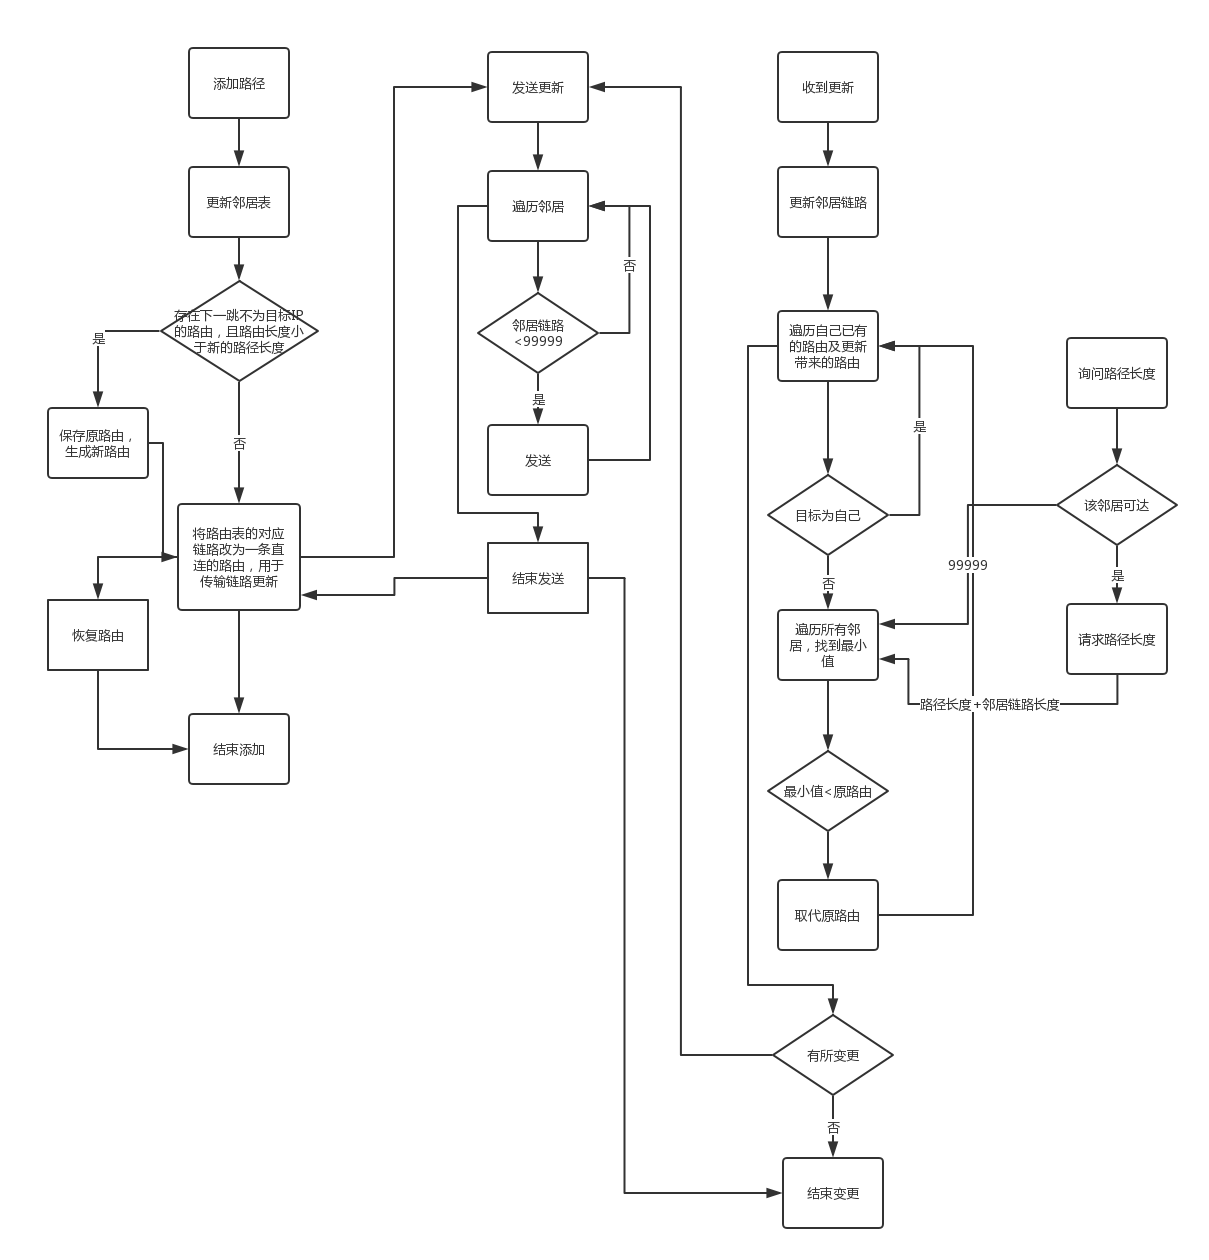 添加路径
更新邻居表
存在下一跳不为目标IP
的路由，且路由长度小
于新的路径长度
是
保存原路由，
生成新路由
否
将路由表的对应
链路改为一条直
连的路由，用于
传输链路更新
恢复路由
结束添加
发送更新
遍历邻居
否
邻居链路
<99999
是
发送
结束发送
收到更新
更新邻居链路
遍历自己已有
的路由及更新
带来的路由
是
目标为自己
否
遍历所有邻
居，找到最小
值
最小值<原路由
取代原路由
有所变更
否
结束变更
询问路径长度
该邻居可达
99999
是
请求路径长度
路径长度+邻居链路长度